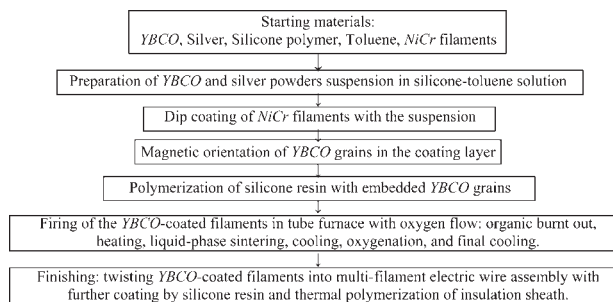 Starting materials:
YBCO, Silver, Silicone polymer, Toluene, NiCr filaments
Preparation of YBCO and silver powders suspension in silicone-toluene solution
Dip coating of NiCr filaments with the suspension
Magnetic orientation of YBCO grains in the coating layer
Polymerization of silicone resin with embedded YBCO grains
Firing of the YBCO-coated filaments in tube furnace with oxygen flow: organic burnt out,
heating, liquid-phase sintering, cooling, oxygenation, and final cooling.
Finishing: twisting YBCO-coated filaments into multi-filament electric wire assembly with
further coating by silicone resin and thermal polymerization of insulation sheath.